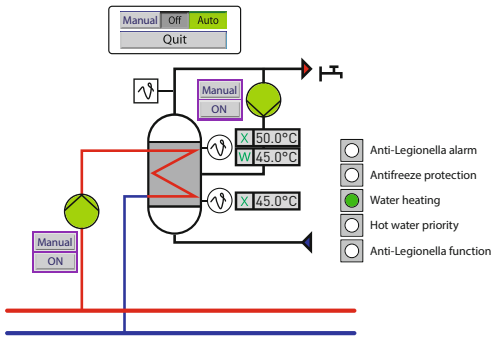 Manual Off Auto
Quit
Manual
ON
X 50.0°C
W 45.0°C
X 45.0°C
Manual
ON
Anti-Legionella alarm
Antifreeze protection
Water heating
Hot water priority
Anti-Legionella function